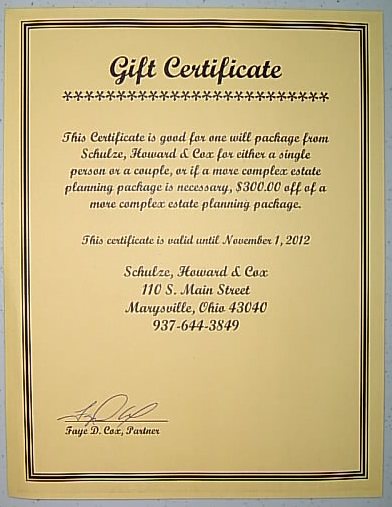 Gift Certificate
This Certificate is good for one will package from
Schulze, Howard & Cox for either a single
person or a couple, or if a more complex estate
planning package is necessary, $300.00 off of a
more complex estate planning package.
This certificate is valid until November 1, 2012
Schulze, Howard & Cox
110 S. Main Street
Marysville, Ohio 43040
937-644-3849
Faye D. Cox, Partner